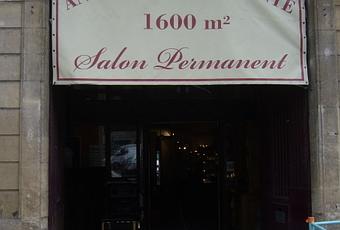 1600 m²
Salon Permanent